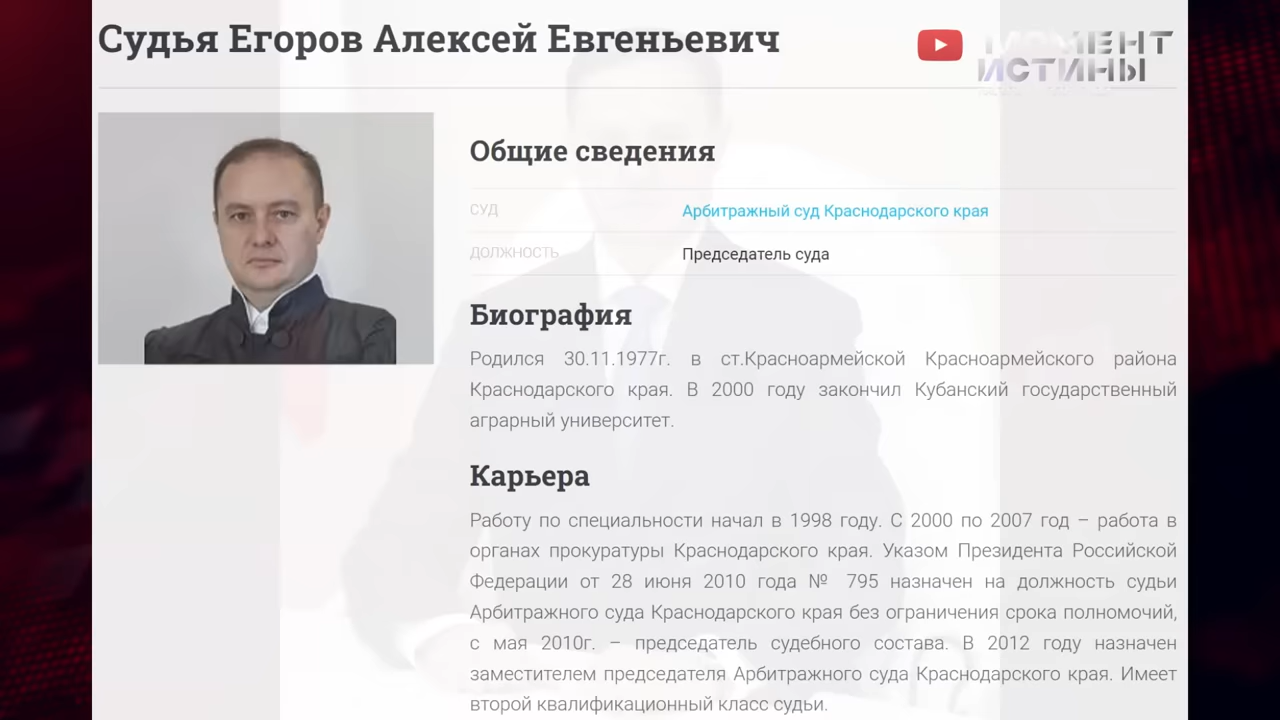 Судья Егоров Алексей Евгеньевич
МОМЕНТ
ИСТИНЫ
Общие сведения
СУД
Арбитражный суд Краснодарского края
ДОЛЖНОСТЬ
Председатель суда
Биография
Родился 30.11.1977г. в ст.Красноармейской Красноармейского района
Краснодарского края. В 2000 году закончил Кубанский государственный
аграрный университет.
Карьера
Работу по специальности начал в 1998 году. С 2000 по 2007 год – работа в
органах прокуратуры Краснодарского края. Указом Президента Российской
Федерации от 28 июня 2010 года № 795 назначен на должность судьи
Арбитражного суда Краснодарского края без ограничения срока полномочий,
с мая 2010г. – председатель судебного состава. В 2012 году назначен
заместителем председателя Арбитражного суда Краснодарского края. Имеет
второй квалификационный класс судьи.